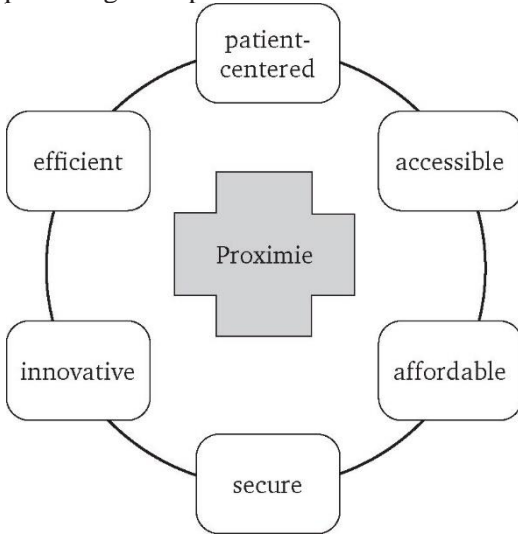 patient-
centered
efficient
accessible
Proximie
innovative
affordable
secure